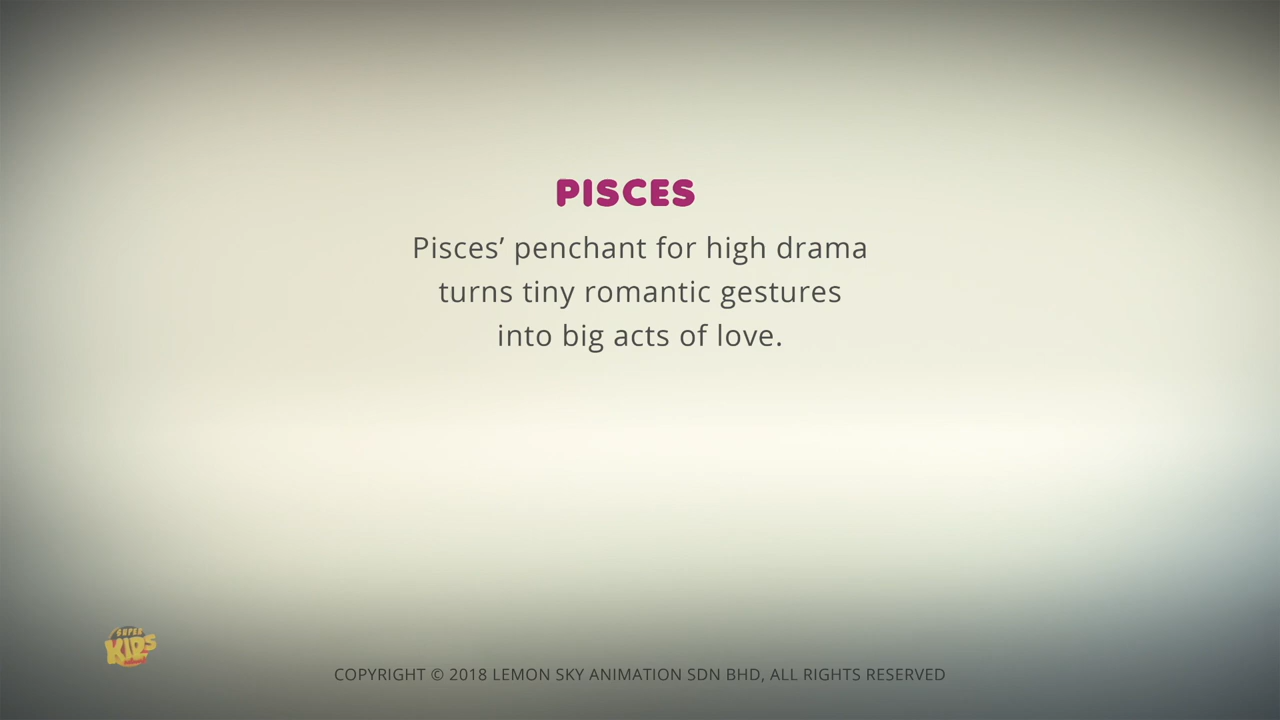 PISCES
Pisces’ penchant for high drama
turns tiny romantic gestures
into big acts of love.
SUPER
KIDS
COPYRIGHT © 2018 LEMON SKY ANIMATION SDN BHD, ALL RIGHTS RESERVED